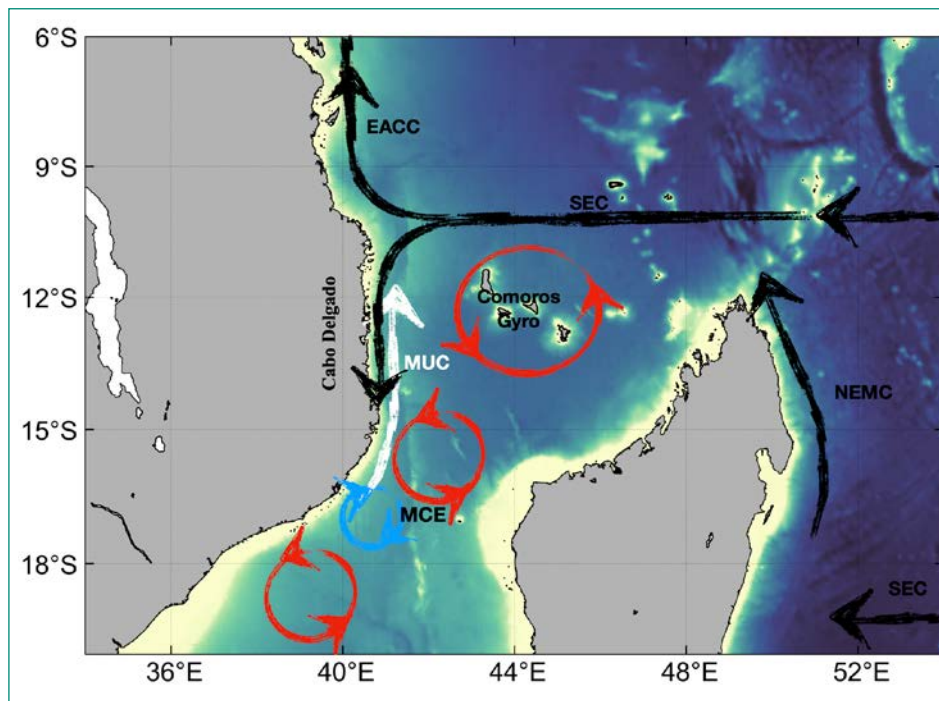 6°S
EACC
9°S
SEC
12°S
Comoros
Gyro
Cabo Delgado
MUC
NEMC
15°S
MCE
18°S
SEC
36°E 40°E 44°E 48°E 52°E